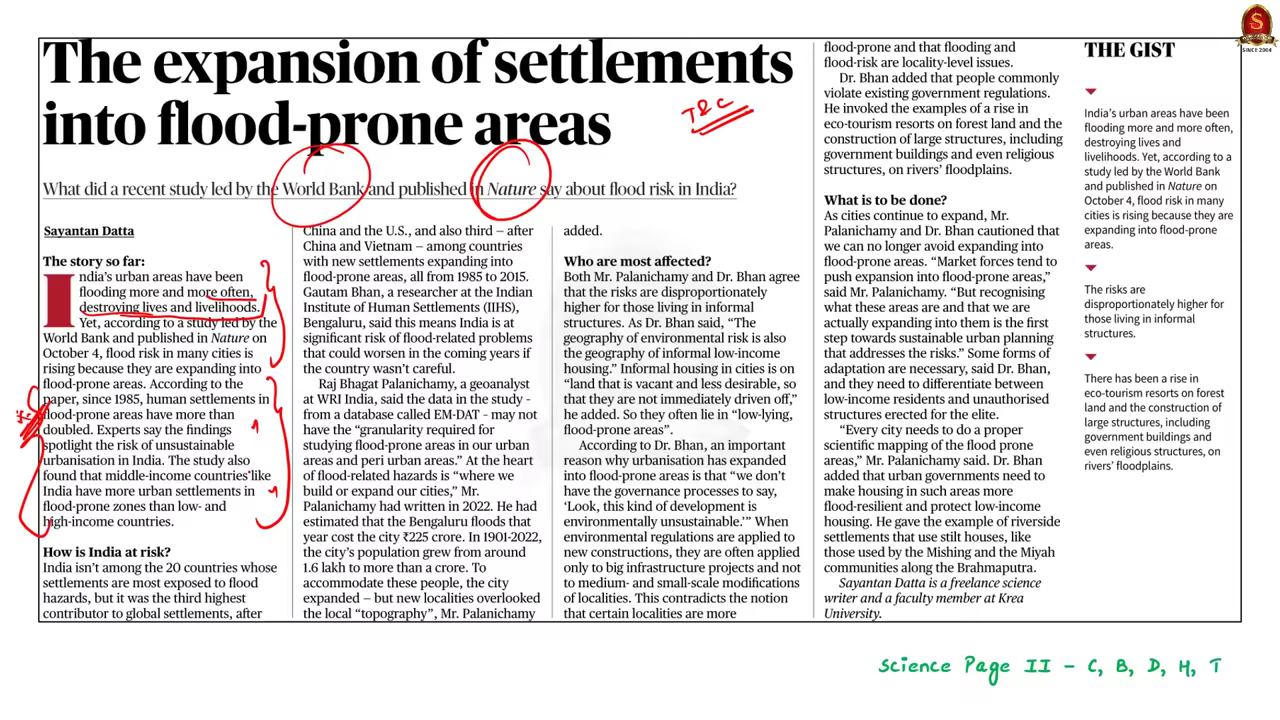 The expansion of settlements
into flood-prone areas
T&C
What did a recent study led by the World Bank and published in Nature say about flood risk in India?
Sayantan Datta
The story so far:
India's urban areas have been
flooding more and more often,
destroying lives and livelihoods.
Yet, according to a study led by the
World Bank and published in Nature on
October 4, flood risk in many cities is
rising because they are expanding into
flood-prone areas. According to the
paper, since 1985, human settlements in
flood-prone areas have more than
doubled. Experts say the findings
spotlight the risk of unsustainable
urbanisation in India. The study also
found that middle-income countries like
India have more urban settlements in
flood-prone zones than low- and
high-income countries.
How is India at risk?
India isn't among the 20 countries whose
settlements are most exposed to flood
hazards, but it was the third highest
contributor to global settlements, after
China and the U.S., and also third — after
China and Vietnam — among countries
with new settlements expanding into
flood-prone areas, all from 1985 to 2015.
Gautam Bhan, a researcher at the Indian
Institute of Human Settlements (IIHS),
Bengaluru, said this means India is at
significant risk of flood-related problems
that could worsen in the coming years if
the country wasn't careful.
Raj Bhagat Palanichamy, a geoanalyst
at WRI India, said the data in the study -
from a database called EM-DAT - may not
have the "granularity required for
studying flood-prone areas in our urban
areas and peri urban areas." At the heart
of flood-related hazards is "where we
build or expand our cities," Mr.
Palanichamy had written in 2022. He had
estimated that the Bengaluru floods that
year cost the city ₹225 crore. In 1901-2022,
the city's population grew from around
1.6 lakh to more than a crore. To
accommodate these people, the city
expanded — but new localities overlooked
the local "topography", Mr. Palanichamy
added.
Who are most affected?
Both Mr. Palanichamy and Dr. Bhan agree
that the risks are disproportionately
higher for those living in informal
structures. As Dr. Bhan said, "The
geography of environmental risk is also
the geography of informal low-income
housing." Informal housing in cities is on
"land that is vacant and less desirable, so
that they are not immediately driven off,"
he added. So they often lie in "low-lying,
flood-prone areas".
According to Dr. Bhan, an important
reason why urbanisation has expanded
into flood-prone areas is that "we don't
have the governance processes to say,
'Look, this kind of development is
environmentally unsustainable.'" When
environmental regulations are applied to
new constructions, they are often applied
only to big infrastructure projects and not
to medium- and small-scale modifications
of localities. This contradicts the notion
that certain localities are more
flood-prone and that flooding and
flood-risk are locality-level issues.
Dr. Bhan added that people commonly
violate existing government regulations.
He invoked the examples of a rise in
eco-tourism resorts on forest land and the
construction of large structures, including
government buildings and even religious
structures, on rivers' floodplains.
What is to be done?
As cities continue to expand, Mr.
Palanichamy and Dr. Bhan cautioned that
we can no longer avoid expanding into
flood-prone areas. "Market forces tend to
push expansion into flood-prone areas,"
said Mr. Palanichamy. "But recognising
what these areas are and that we are
actually expanding into them is the first
step towards sustainable urban planning
that addresses the risks." Some forms of
adaptation are necessary, said Dr. Bhan,
and they need to differentiate between
low-income residents and unauthorised
structures erected for the elite.
"Every city needs to do a proper
scientific mapping of the flood prone
areas," Mr. Palanichamy said. Dr. Bhan
added that urban governments need to
make housing in such areas more
flood-resilient and protect low-income
housing. He gave the example of riverside
settlements that use stilt houses, like
those used by the Mishing and the Miyah
communities along the Brahmaputra.
Sayantan Datta is a freelance science
writer and a faculty member at Krea
University.
THE GIST
India's urban areas have been
flooding more and more often,
destroying lives and
livelihoods. Yet, according to a
study led by the World Bank
and published in Nature on
October 4, flood risk in many
cities is rising because they are
expanding into flood-prone
areas.
The risks are
disproportionately higher for
those living in informal
structures.
There has been a rise in
eco-tourism resorts on forest
land and the construction of
large structures, including
government buildings and
even religious structures, on
rivers' floodplains.
S
SINCE 2004
Science Page II - C, B, D, H, T